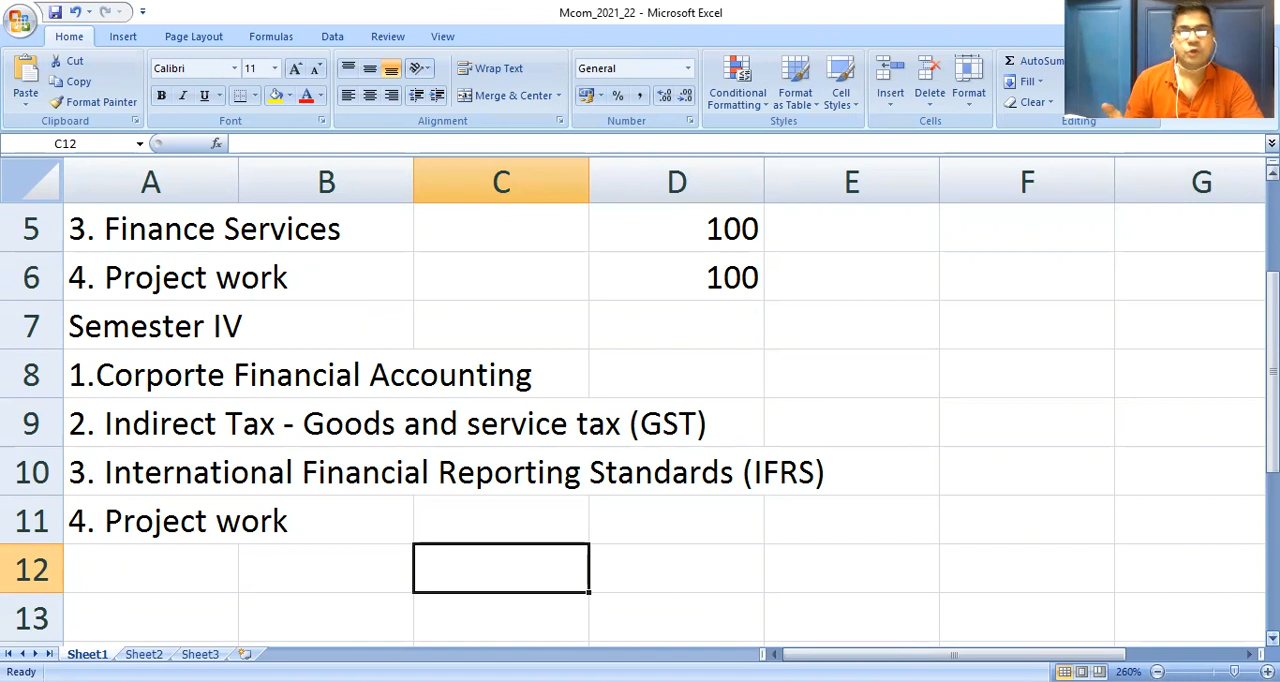 Mcom_2021_22 - Microsoft Excel
Home Insert Page Layout Formulas Data Review View
Paste
Cut
Copy
Format Painter
Clipboard
Calibri 11
B I U
Font
Wrap Text
Merge & Center
Alignment
General
% ,
Number
Conditional Formatting
Format as Table
Cell Styles
Styles
Insert Delete Format
Cells
Σ AutoSum
Fill
Clear
Editing
C12 fx
A B C D E F G
5 3. Finance Services 100
6 4. Project work 100
7 Semester IV
8 1.Corporte Financial Accounting
9 2. Indirect Tax - Goods and service tax (GST)
10 3. International Financial Reporting Standards (IFRS)
11 4. Project work
12
13
Sheet1 Sheet2 Sheet3
Ready 260%